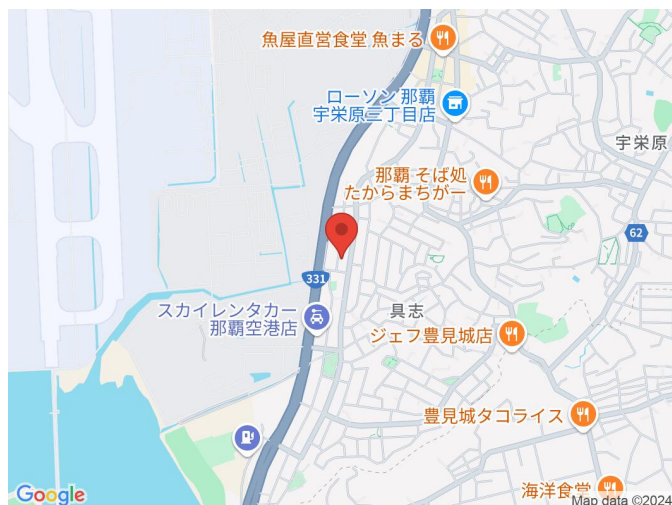 魚屋直営食堂 魚まる
ローソン 那覇
宇栄原三丁目店
宇栄原
那覇 そば処
たからまちがー
62
331
スカイレンタカー
那覇空港店
具志
ジェフ豊見城店
豊見城タコライス
海洋食堂
Google
Map data ©2024